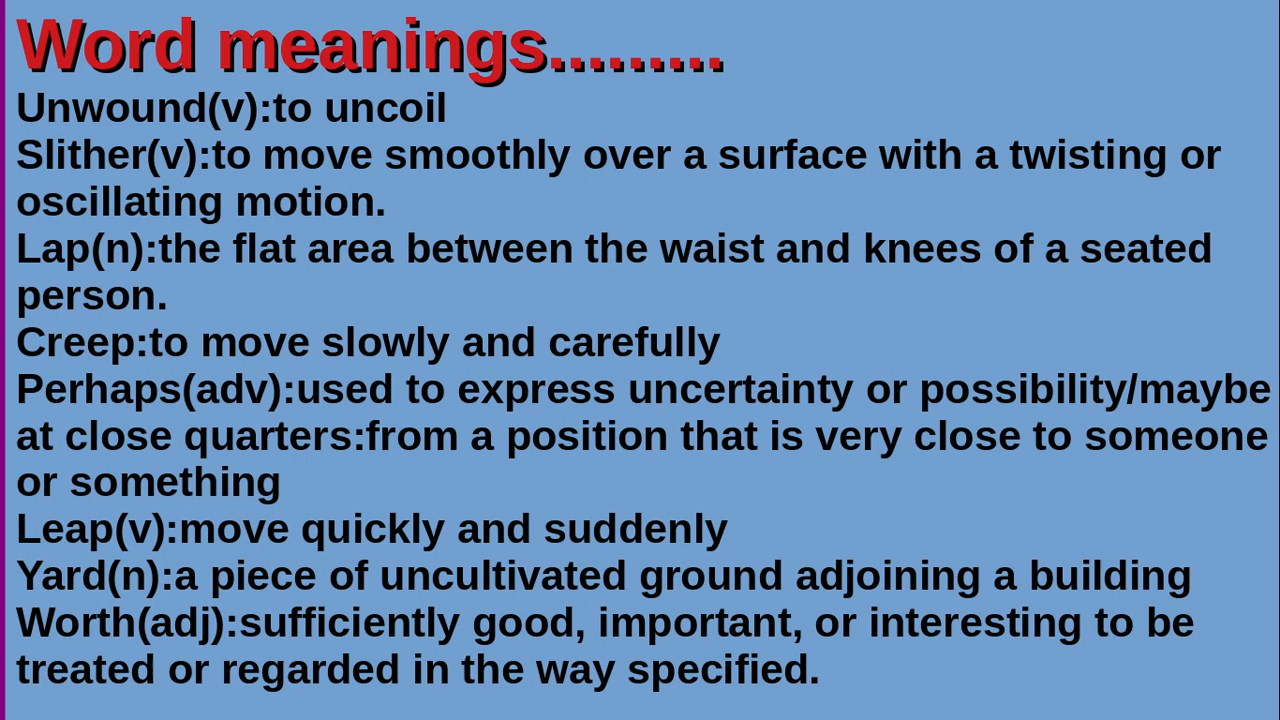 Word meanings.........
Unwound(v):to uncoil
Slither(v):to move smoothly over a surface with a twisting or
oscillating motion.
Lap(n):the flat area between the waist and knees of a seated
person.
Creep:to move slowly and carefully
Perhaps(adv):used to express uncertainty or possibility/maybe
at close quarters:from a position that is very close to someone
or something
Leap(v):move quickly and suddenly
Yard(n):a piece of uncultivated ground adjoining a building
Worth(adj):sufficiently good, important, or interesting to be
treated or regarded in the way specified.